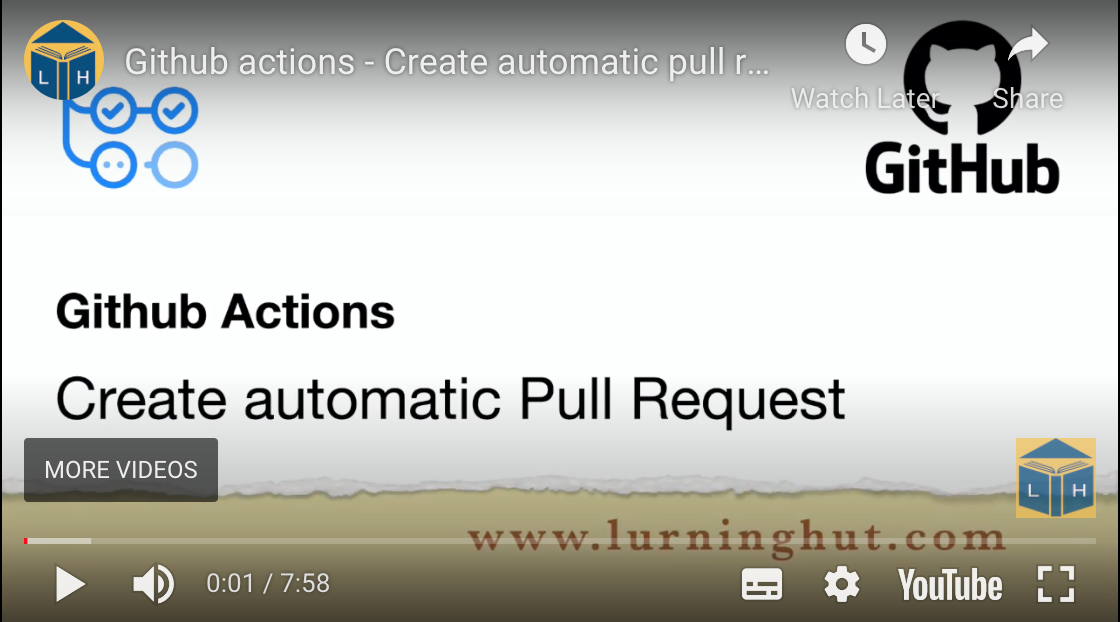 L H
Github actions - Create automatic pull r...
Watch Later
Share
GitHub
Github Actions
Create automatic Pull Request
MORE VIDEOS
L H
www.lurninghut.com
0:01 / 7:58
YouTube